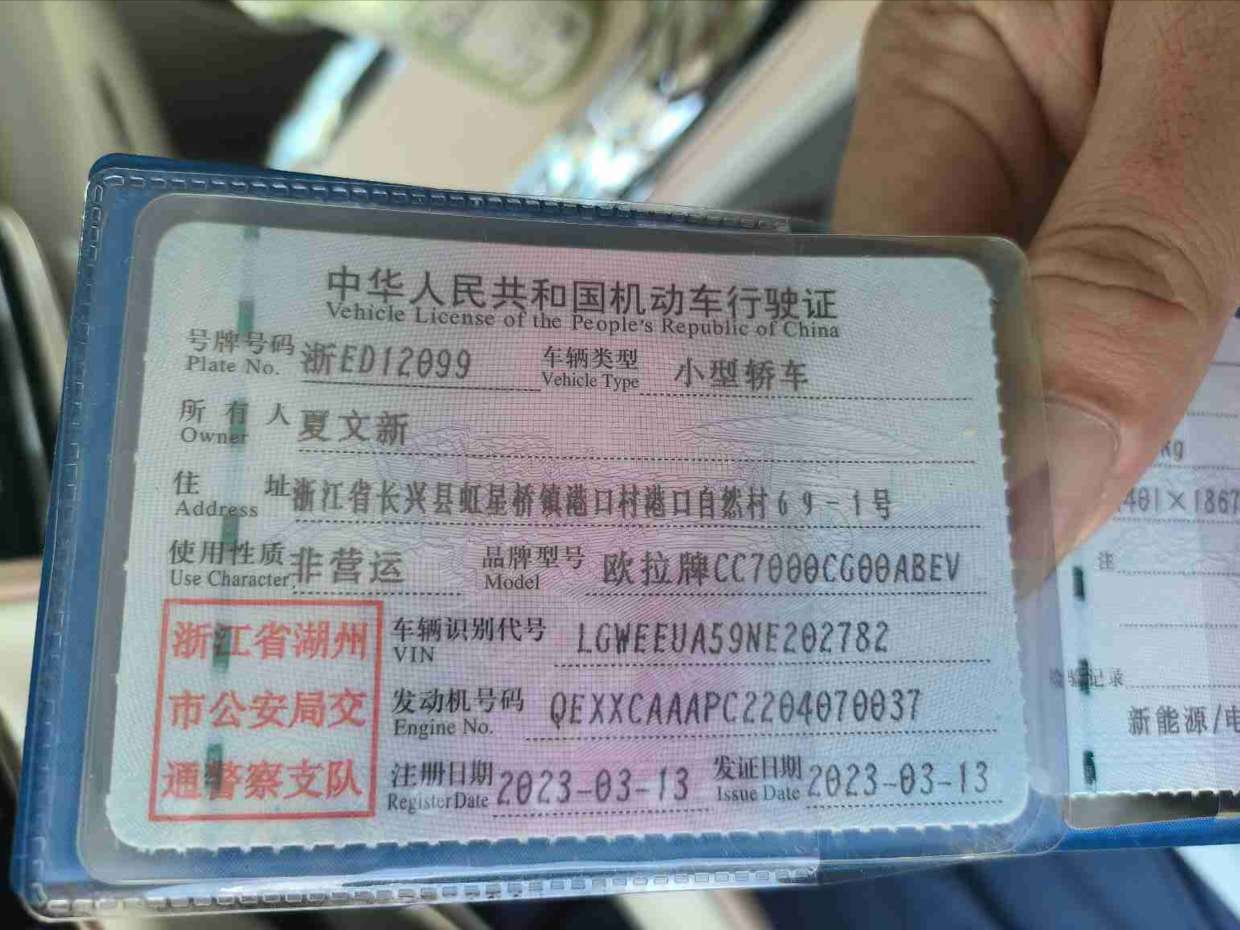 中华人民共和国机动车行驶证
Vehicle License of the People's Republic of China
号牌号码 浙ED12099 车辆类型 小型轿车
Plate No. Vehicle Type
所有人 夏文新
Owner
住址 浙江省长兴县虹星桥镇港口村港口自然村69-1号
Address
使用性质 非营运 品牌型号 欧拉牌CC7000CG00ABEV
Use Character Model
浙江省湖州
市公安局交
通警察支队
车辆识别代号 LGWEEUA59NE202782
VIN
发动机号码 QEXXCAAAPC2204070037
Engine No.
注册日期 2023-03-13 发证日期 2023-03-13
Register Date Issue Date
kg
401×1867
注
记录
新能源/电